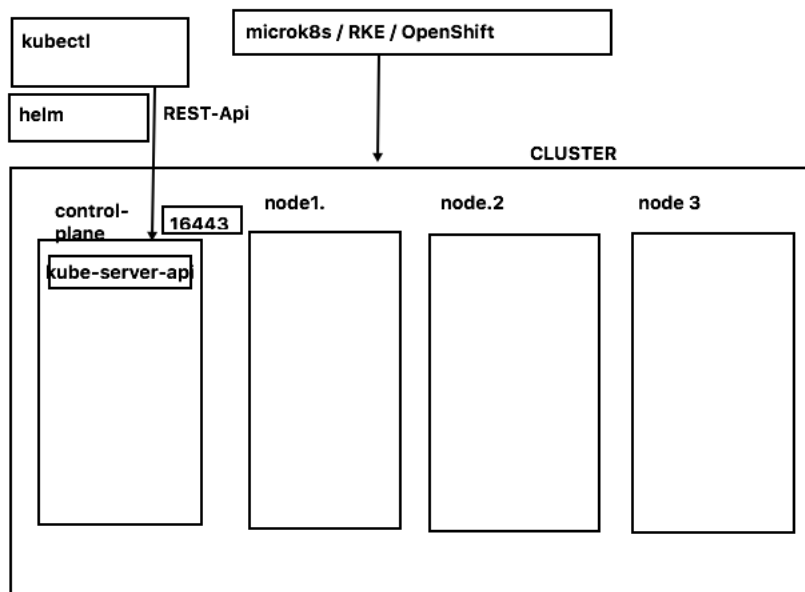 kubectl
microk8s / RKE / OpenShift
helm
REST-Api
CLUSTER
control-
plane
16443
node1.
node.2
node 3
kube-server-api